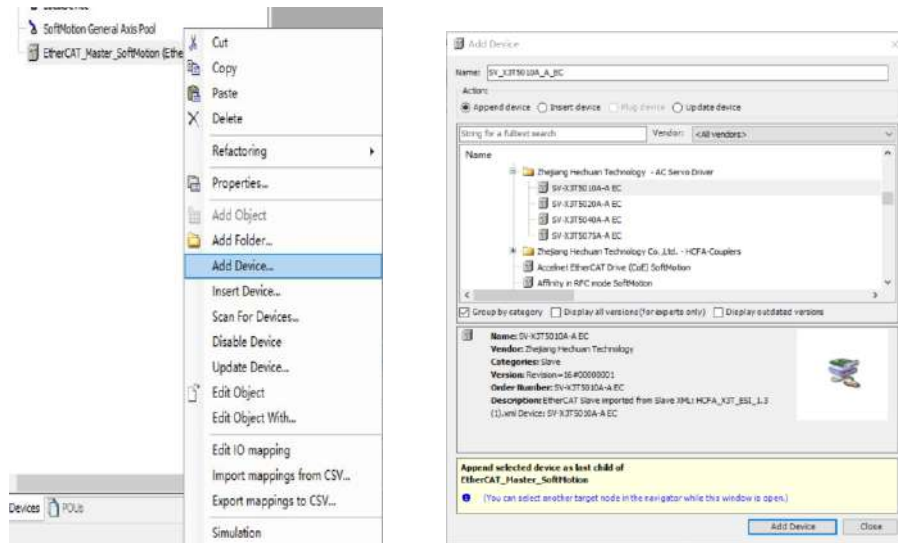 SoftMotion General Axis Pool
EtherCAT_Master_SoftMotion (Ethe
Cut
Copy
Paste
Delete
Refactoring
Properties...
Add Object
Add Folder...
Add Device...
Insert Device...
Scan For Devices...
Disable Device
Update Device...
Edit Object
Edit Object With...
Edit IO mapping
Import mappings from CSV...
Export mappings to CSV...
Simulation
Devices POUs
Add Device
Name: SV_X3T5010A_A_EC
Action:
Append device Insert device Plug device Update device
String for a fulltext search Vendor: <All vendors>
Name
Zhejiang Hechuan Technology - AC Servo Driver
SV-X3T5010A-A EC
SV-X3T5020A-A EC
SV-X3T5040A-A EC
SV-X3T5075A-A EC
Zhejiang Hechuan Technology Co.,Ltd. - HCFA-Couplers
Accelnet EtherCAT Drive (CoE) SoftMotion
Affinity in RFC mode SoftMotion
Group by category Display all versions (for experts only) Display outdated versions
Name: SV-X3T5010A-A EC
Vendor: Zhejiang Hechuan Technology
Categories: Slave
Version: Revision=16#00000001
Order Number: SV-X3T5010A-A EC
Description: EtherCAT Slave imported from Slave XML: HCFA_X3T_ESI_1.3
(1).xml Device: SV-X3T5010A-A EC
Append selected device as last child of
EtherCAT_Master_SoftMotion
(You can select another target node in the navigator while this window is open.)
Add Device Close